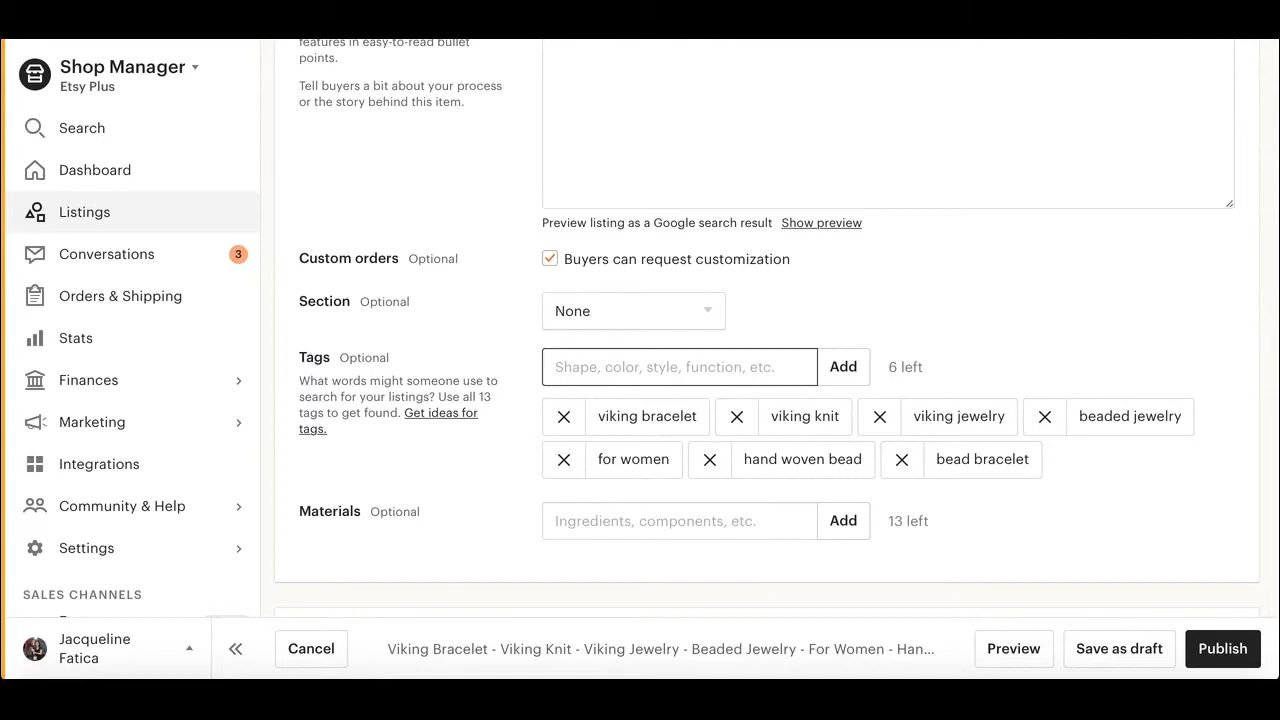 Shop Manager
Etsy Plus
Search
Dashboard
Listings
Conversations 3
Orders & Shipping
Stats
Finances
Marketing
Integrations
Community & Help
Settings
SALES CHANNELS
Jacqueline
Fatica
features in easy-to-read bullet
points.
Tell buyers a bit about your process
or the story behind this item.
Preview listing as a Google search result Show preview
Custom orders Optional
Buyers can request customization
Section Optional
None
Tags Optional
What words might someone use to
search for your listings? Use all 13
tags to get found. Get ideas for
tags.
Shape, color, style, function, etc. Add 6 left
viking bracelet viking knit viking jewelry beaded jewelry
for women hand woven bead bead bracelet
Materials Optional
Ingredients, components, etc. Add 13 left
Cancel
Viking Bracelet - Viking Knit - Viking Jewelry - Beaded Jewelry - For Women - Han...
Preview
Save as draft
Publish